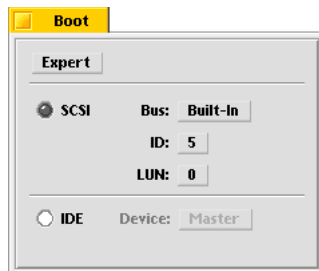 Boot
Expert
SCSI Bus: Built-In
ID: 5
LUN: 0
IDE Device: Master